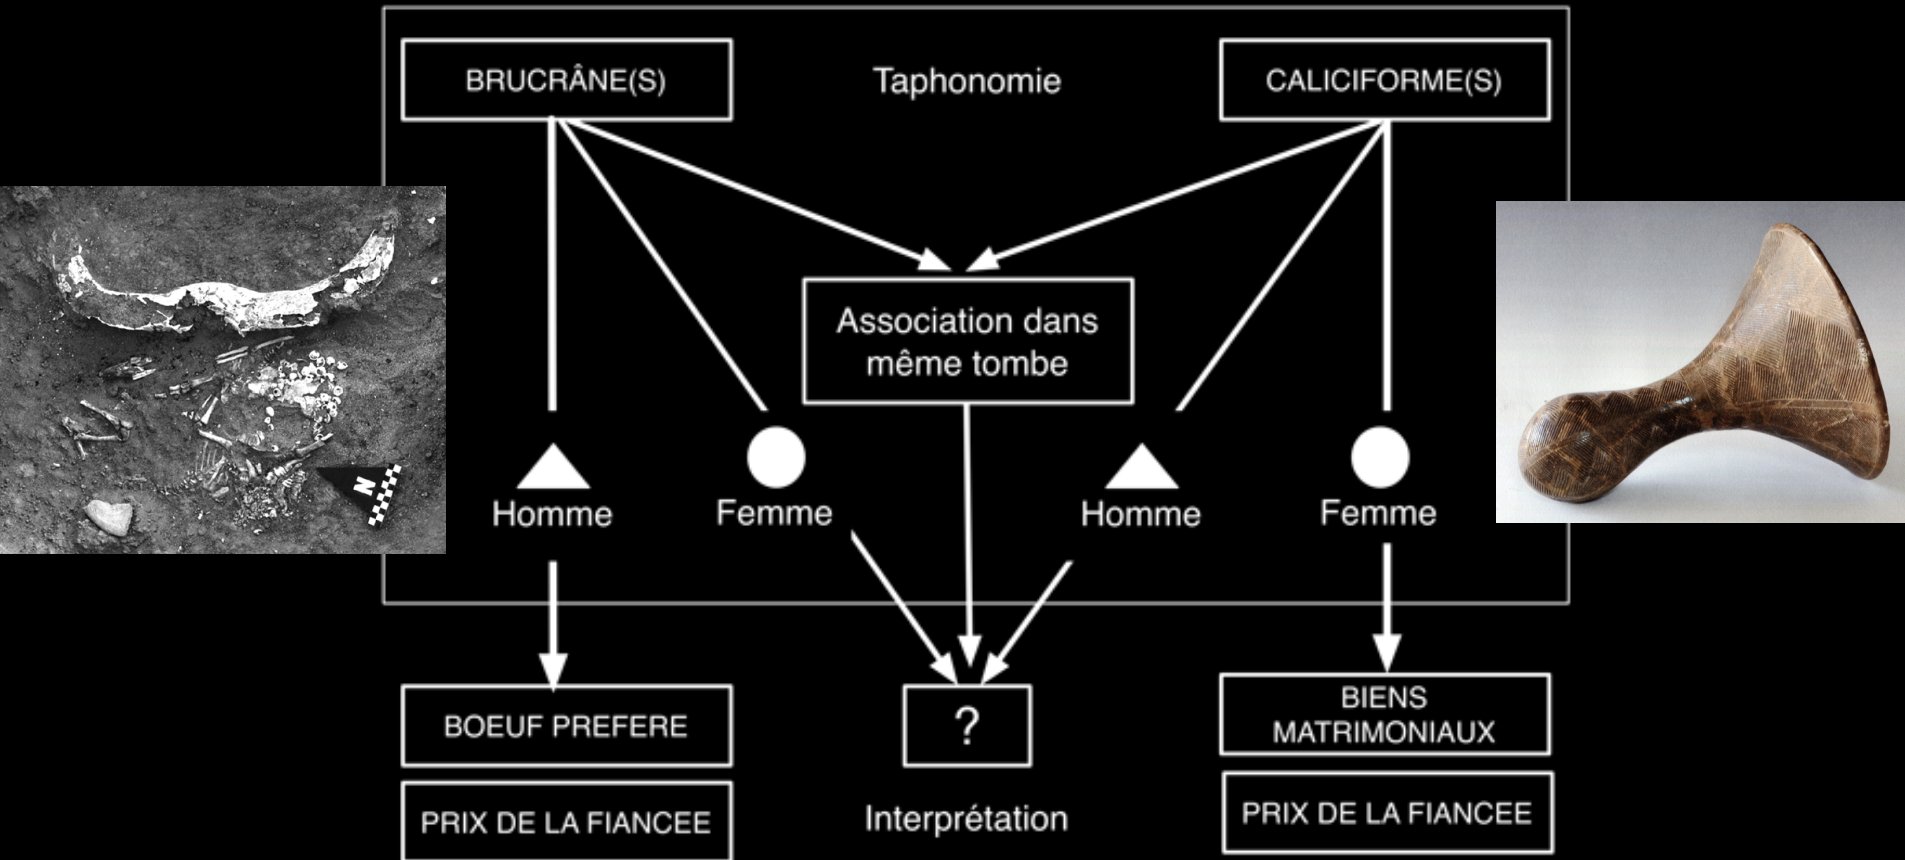 BRUCRÂNE(S)
Taphonomie
CALICIFORME(S)
Association dans
même tombe
N
Homme
Femme
Homme
Femme
BOEUF PREFERE
?
BIENS
MATRIMONIAUX
PRIX DE LA FIANCEE
Interprétation
PRIX DE LA FIANCEE